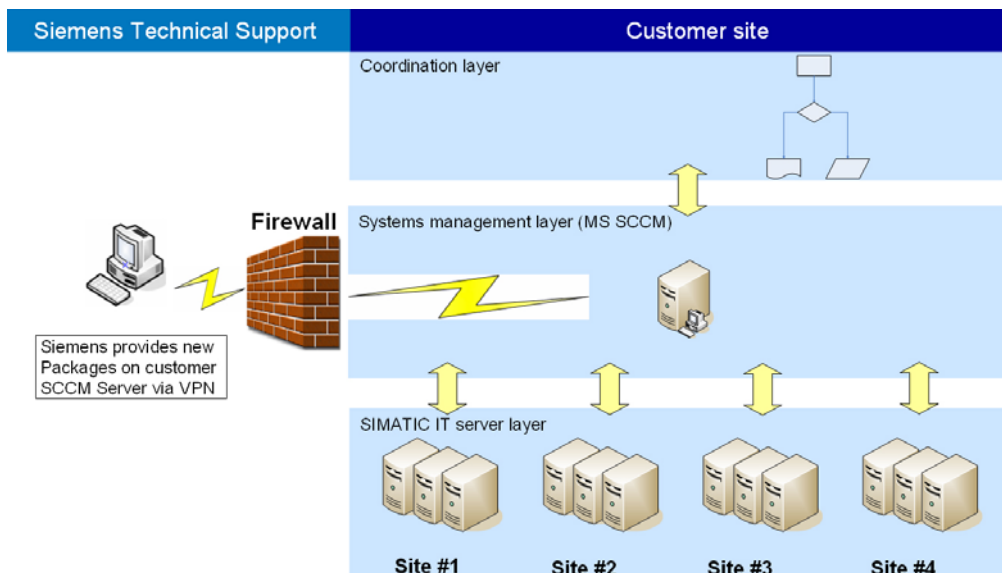 Siemens Technical Support
Customer site
Coordination layer
Firewall
Systems management layer (MS SCCM)
Siemens provides new
Packages on customer
SCCM Server via VPN
SIMATIC IT server layer
Site #1
Site #2
Site #3
Site #4